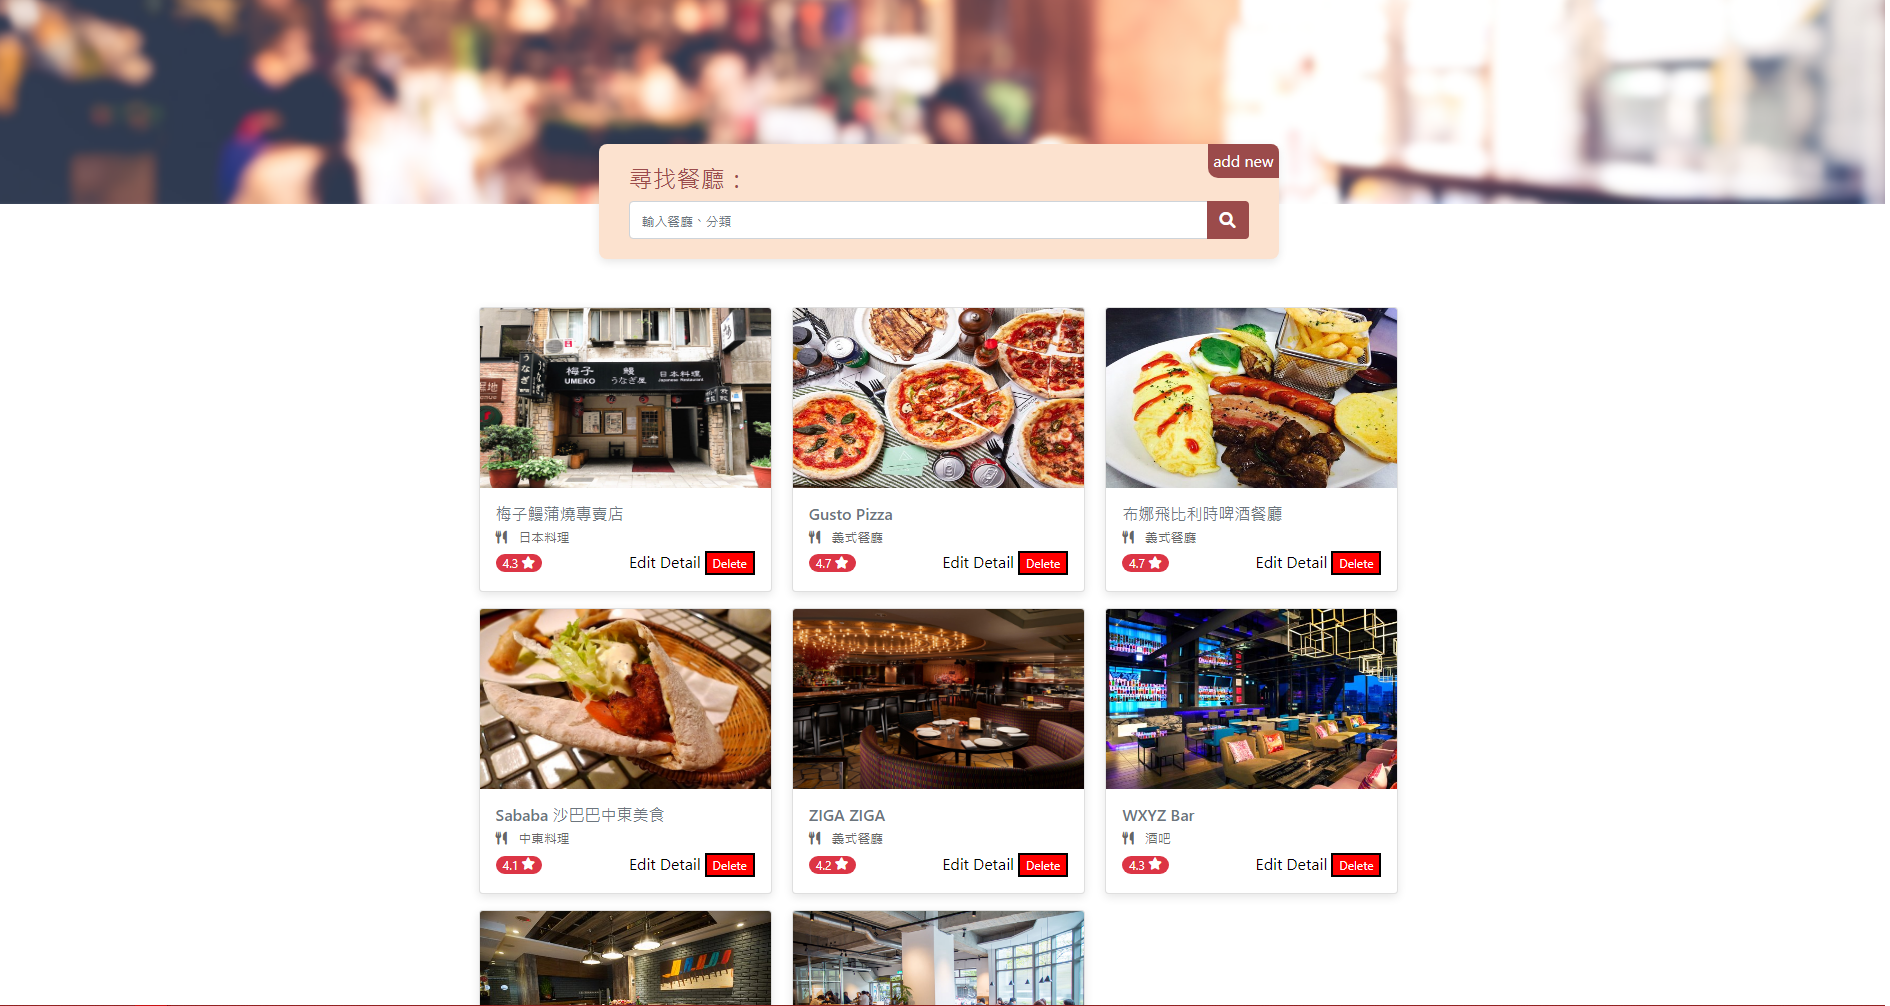 add new
尋找餐廳：
輸入餐廳、分類
梅子 鰻 日本料理
UMEKO うなぎ屋 Japanese Restaurant
梅子鰻蒲燒專賣店
日本料理
4.3
Edit Detail Delete
Gusto Pizza
義式餐廳
4.7
Edit Detail Delete
布娜飛比利時啤酒餐廳
義式餐廳
4.7
Edit Detail Delete
Sababa 沙巴巴中東美食
中東料理
4.1
Edit Detail Delete
ZIGA ZIGA
義式餐廳
4.2
Edit Detail Delete
WXYZ Bar
酒吧
4.3
Edit Detail Delete